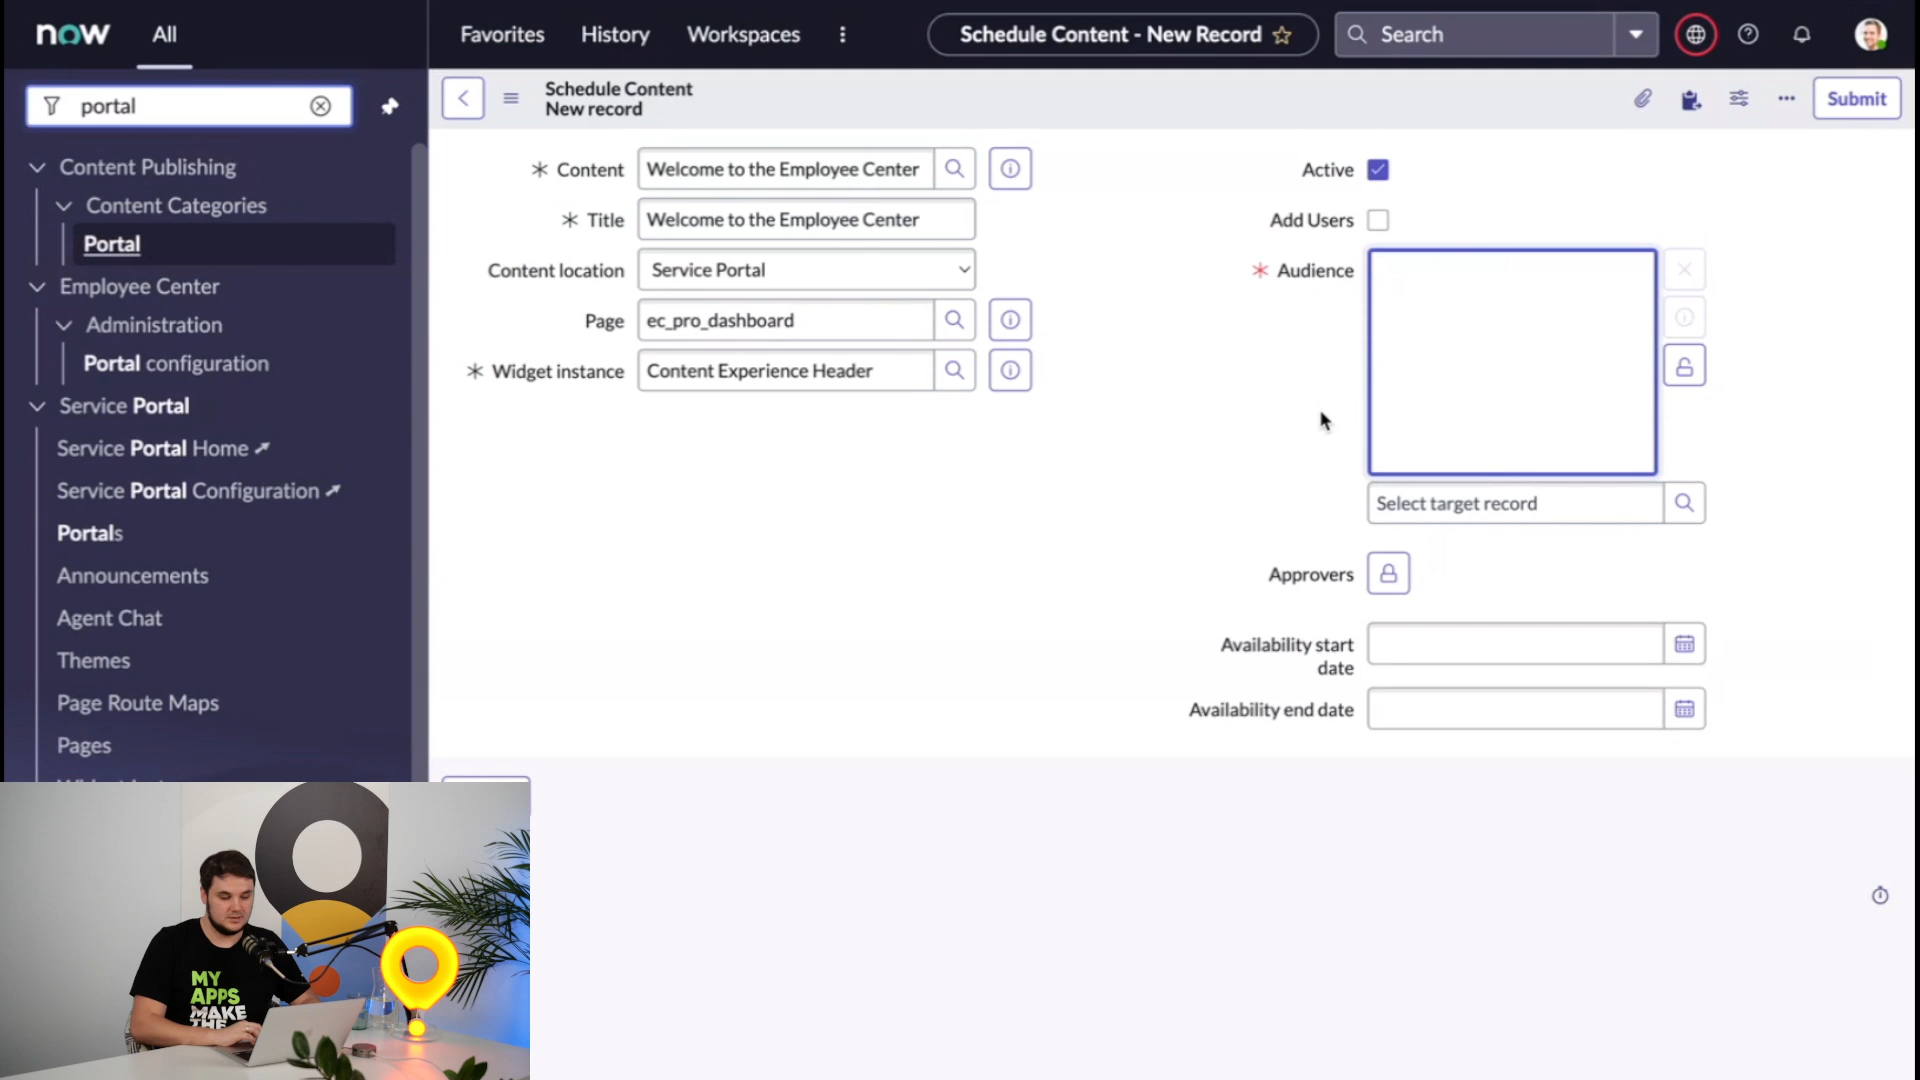 now
All
Favorites
History
Workspaces
Schedule Content - New Record
Search
portal
Schedule Content
New record
Submit
Content Publishing
Content Categories
Portal
Employee Center
Administration
Portal configuration
Service Portal
Service Portal Home
Service Portal Configuration
Portals
Announcements
Agent Chat
Themes
Page Route Maps
Pages
Content
Welcome to the Employee Center
Title
Welcome to the Employee Center
Content location
Service Portal
Page
ec_pro_dashboard
Widget instance
Content Experience Header
Active
Add Users
Audience
Select target record
Approvers
Availability start
date
Availability end date
MY
APPS
MAKE
THE